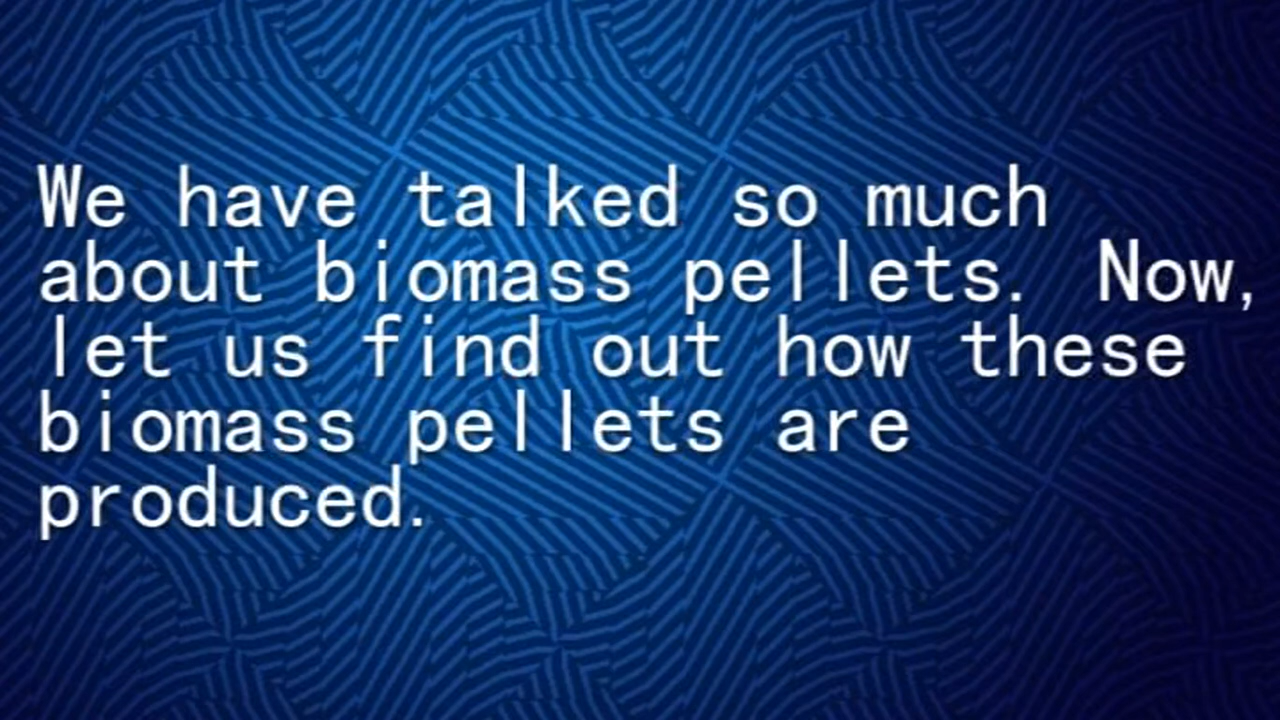 We have talked so much
about biomass pellets. Now,
let us find out how these
biomass pellets are
produced.